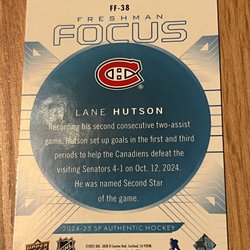 FF-38
FRESHMAN
FOCUS
LANE HUTSON
Recording his second consecutive two-assist
game, Hutson set up goals in the first and
third periods to help the Canadiens defeat the
visiting Senators 4-1 on Oct. 12, 2024.
He was named Second Star
of the game.
2024-25 SP AUTHENTIC HOCKEY